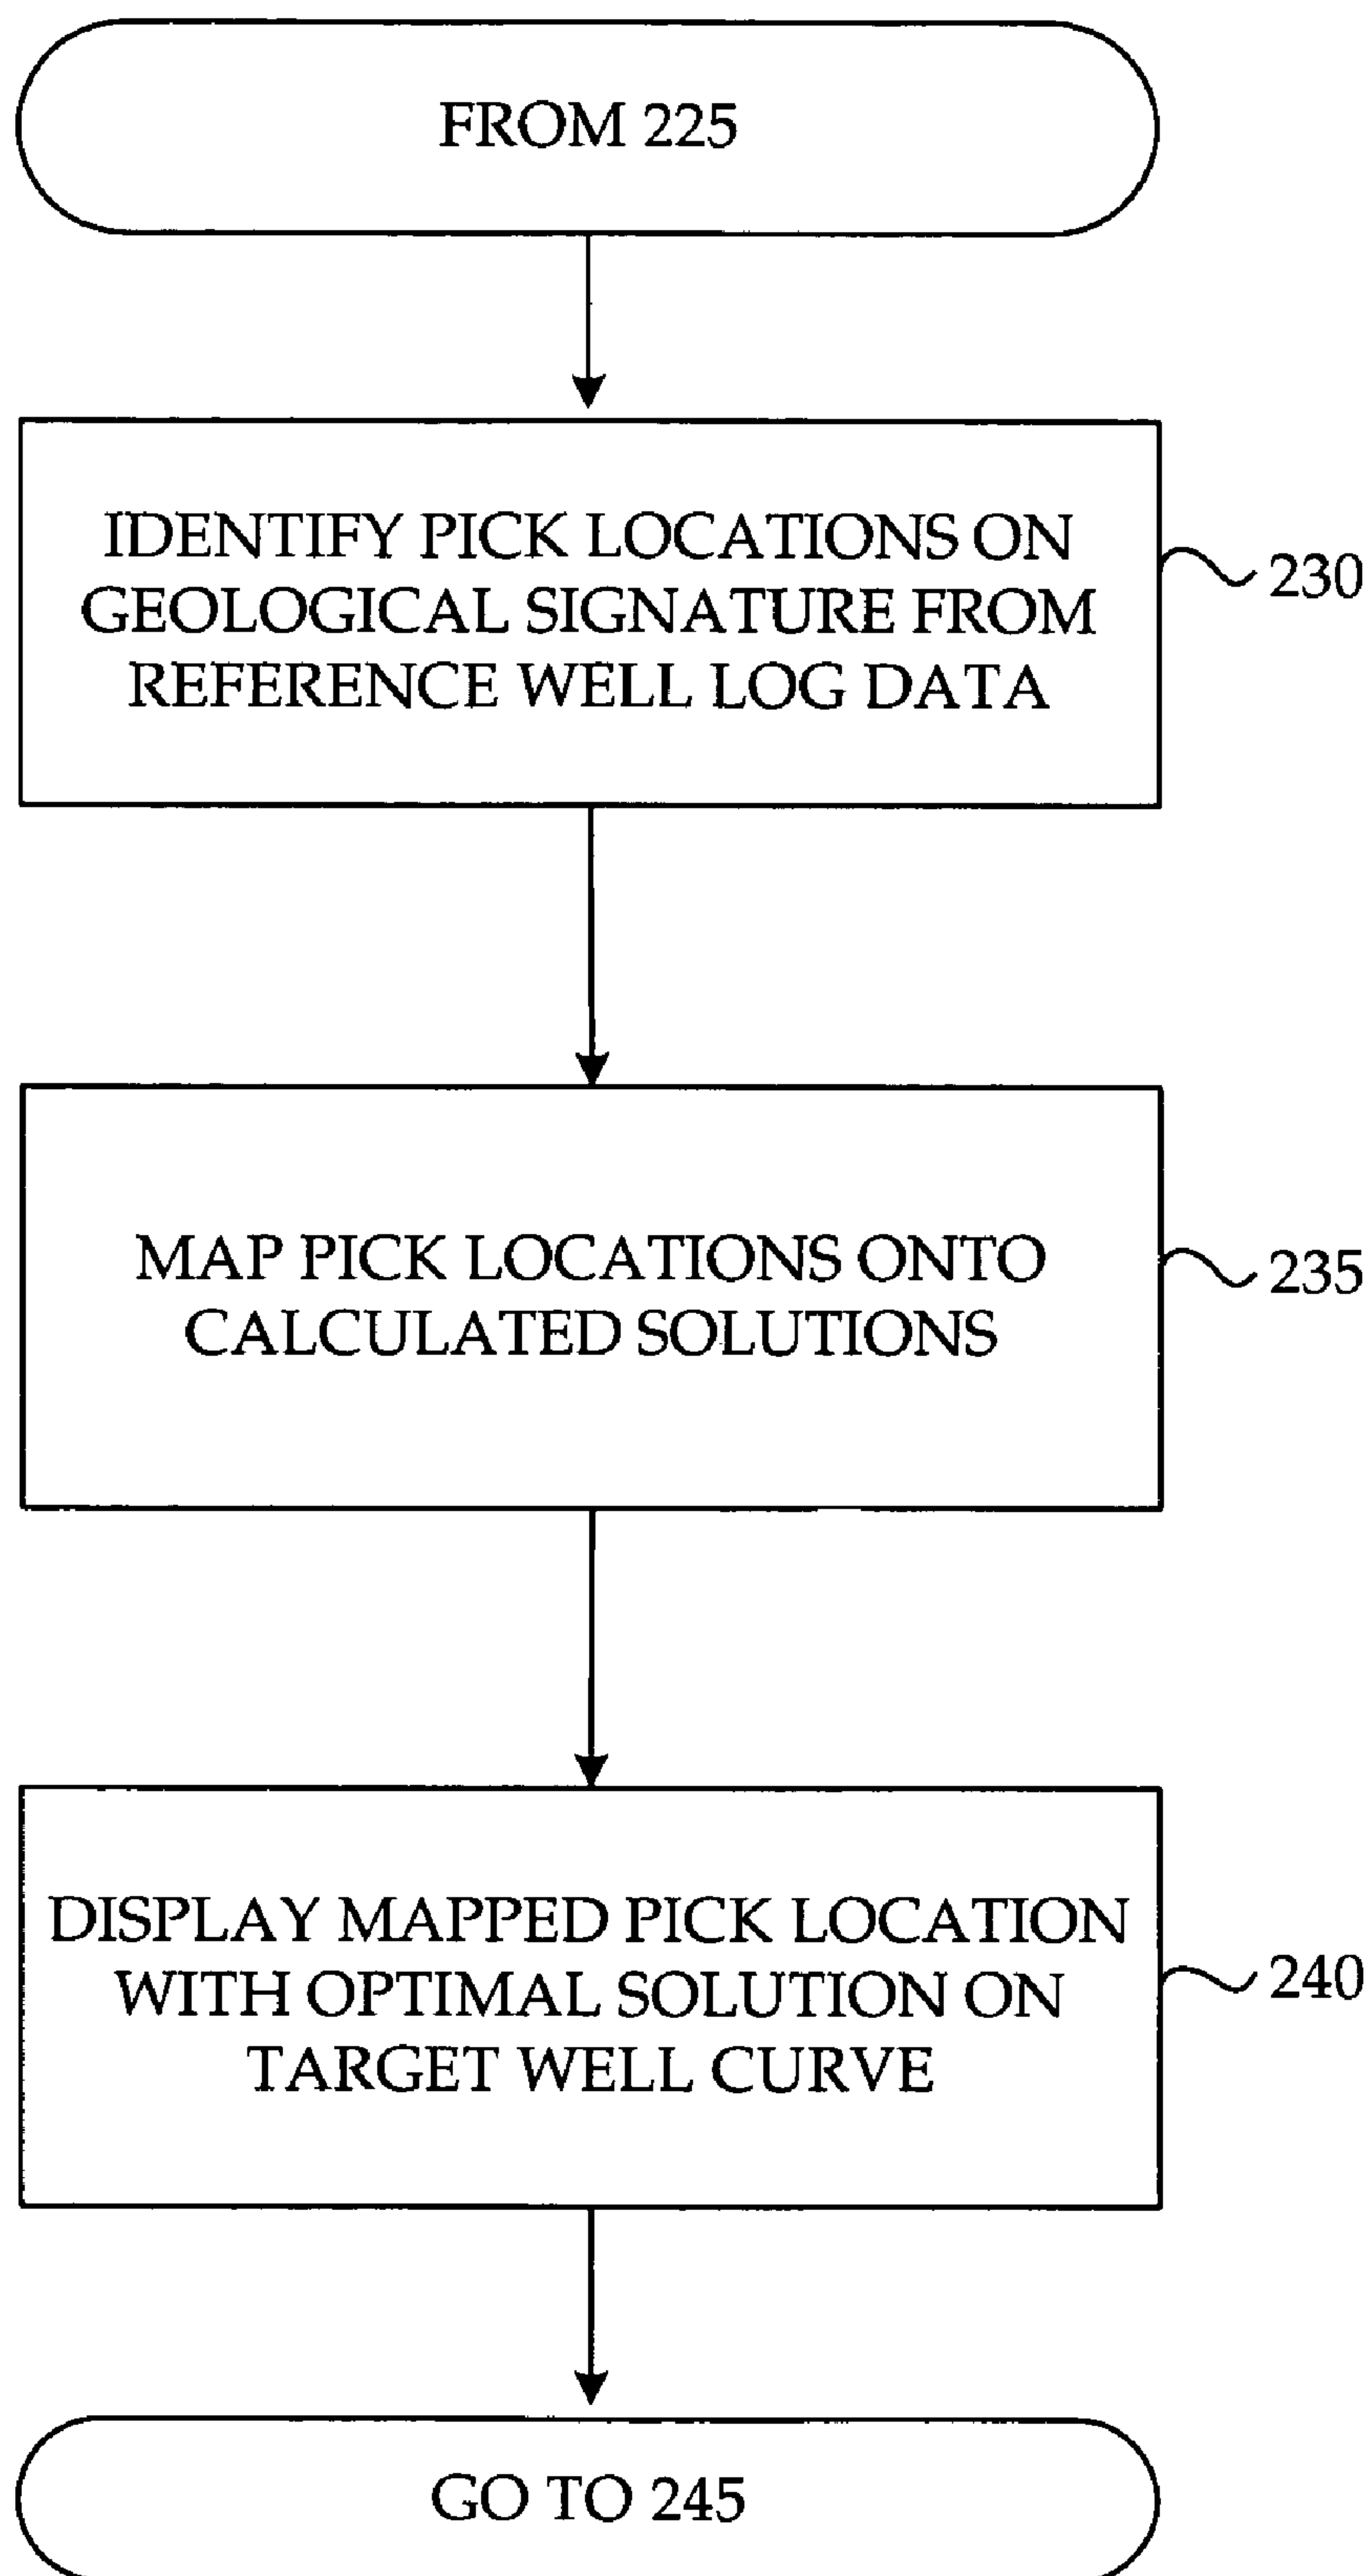 FROM 225
IDENTIFY PICK LOCATIONS ON
GEOLOGICAL SIGNATURE FROM
REFERENCE WELL LOG DATA
230
MAP PICK LOCATIONS ONTO
CALCULATED SOLUTIONS
235
DISPLAY MAPPED PICK LOCATION
WITH OPTIMAL SOLUTION ON
TARGET WELL CURVE
240
GO TO 245